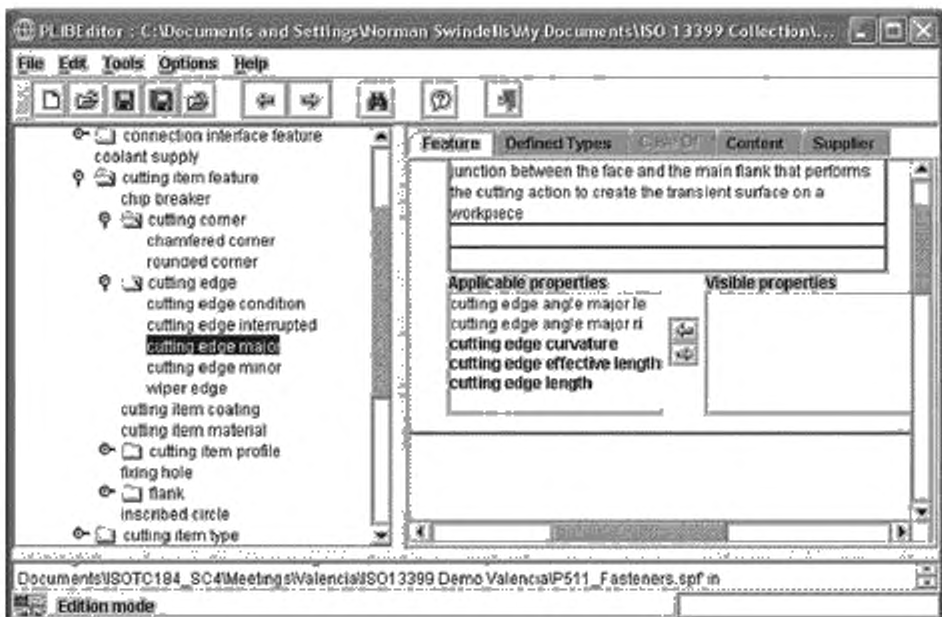 PLIBEditor : C:\Documents and Settings\Norman Swindells\My Documents\ISO 13399 Collection\...
File Edit Tools Options Help
connection interface feature
coolant supply
cutting item feature
chip breaker
cutting corner
chamfered corner
rounded corner
cutting edge
cutting edge condition
cutting edge interrupted
cutting edge major
cutting edge minor
wiper edge
cutting item coating
cutting item material
cutting item profile
fixing hole
flank
inscribed circle
cutting item type
Feature Defined Types Case Of Content Supplier
junction between the face and the main flank that performs
the cutting action to create the transient surface on a
workpiece
Applicable properties Visible properties
cutting edge angle major le
cutting edge angle major ri
cutting edge curvature
cutting edge effective length
cutting edge length
Documents\ISOTC184_SC4\Meetings\Valencia\ISO13399 Demo Valencia\P511_Fasteners.spf in
Edition mode